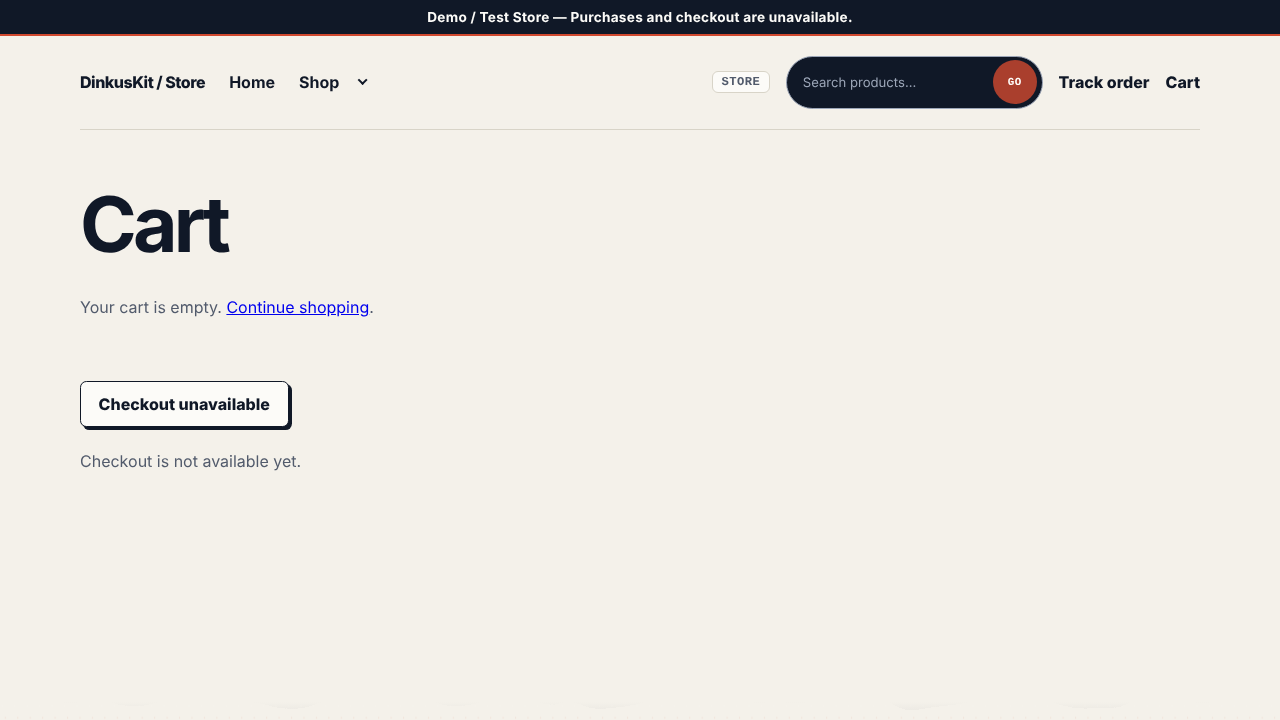 Demo / Test Store — Purchases and checkout are unavailable.
DinkusKit / Store Home Shop STORE Search products... GO Track order Cart
Cart
Your cart is empty. Continue shopping.
Checkout unavailable
Checkout is not available yet.